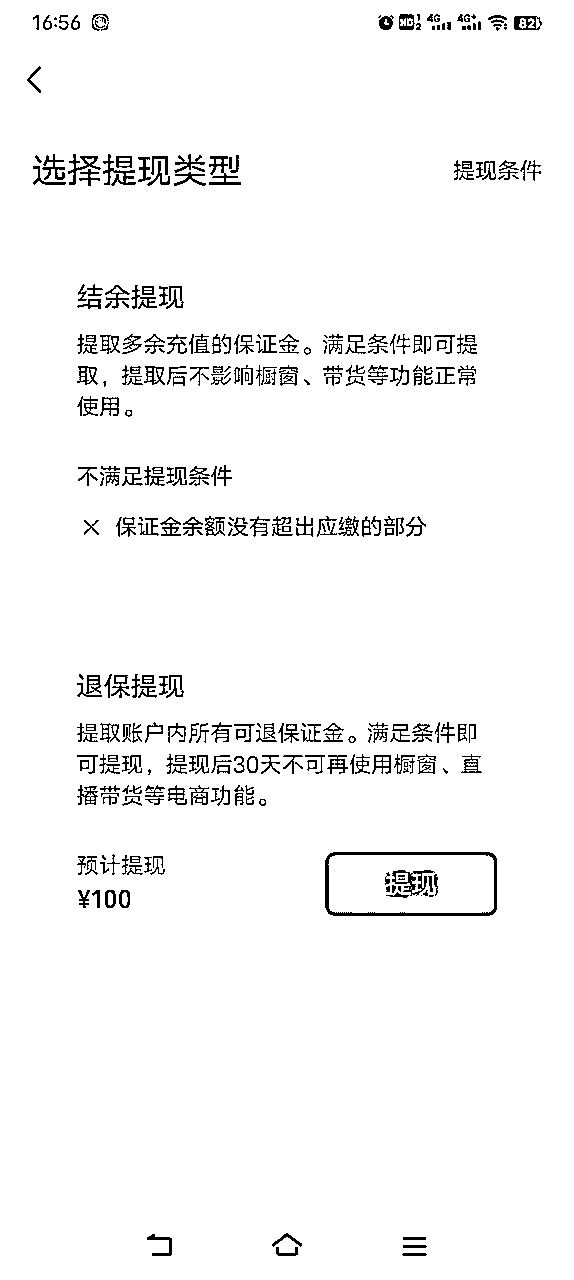 16:56
82
选择提现类型
提现条件
结余提现
提取多余充值的保证金。满足条件即可提
取，提取后不影响橱窗、带货等功能正常
使用。
不满足提现条件
× 保证金余额没有超出应缴的部分
退保提现
提取账户内所有可退保证金。满足条件即
可提现，提现后30天不可再使用橱窗、直
播带货等电商功能。
预计提现
¥100
提现